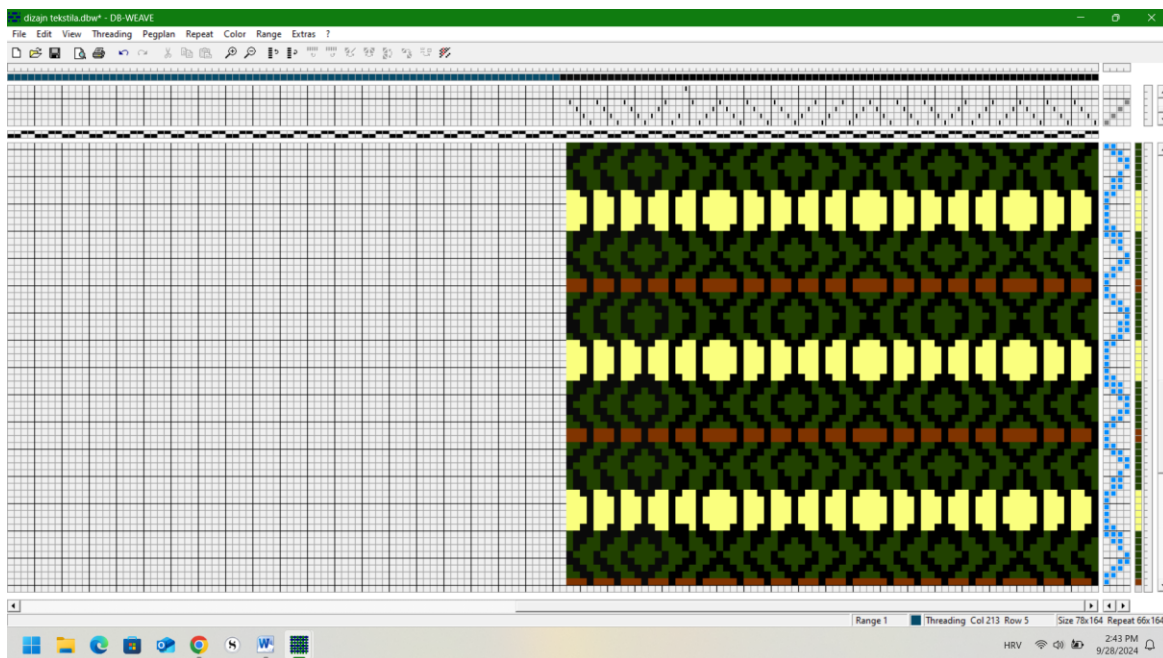 dizajn tekstila.dbw* - DB-WEAVE
File Edit View Threading Pegplan Repeat Color Range Extras ?
Range 1 Threading Col 213 Row 5 Size 78x164 Repeat 66x164
HRV 2:43 PM
9/28/2024